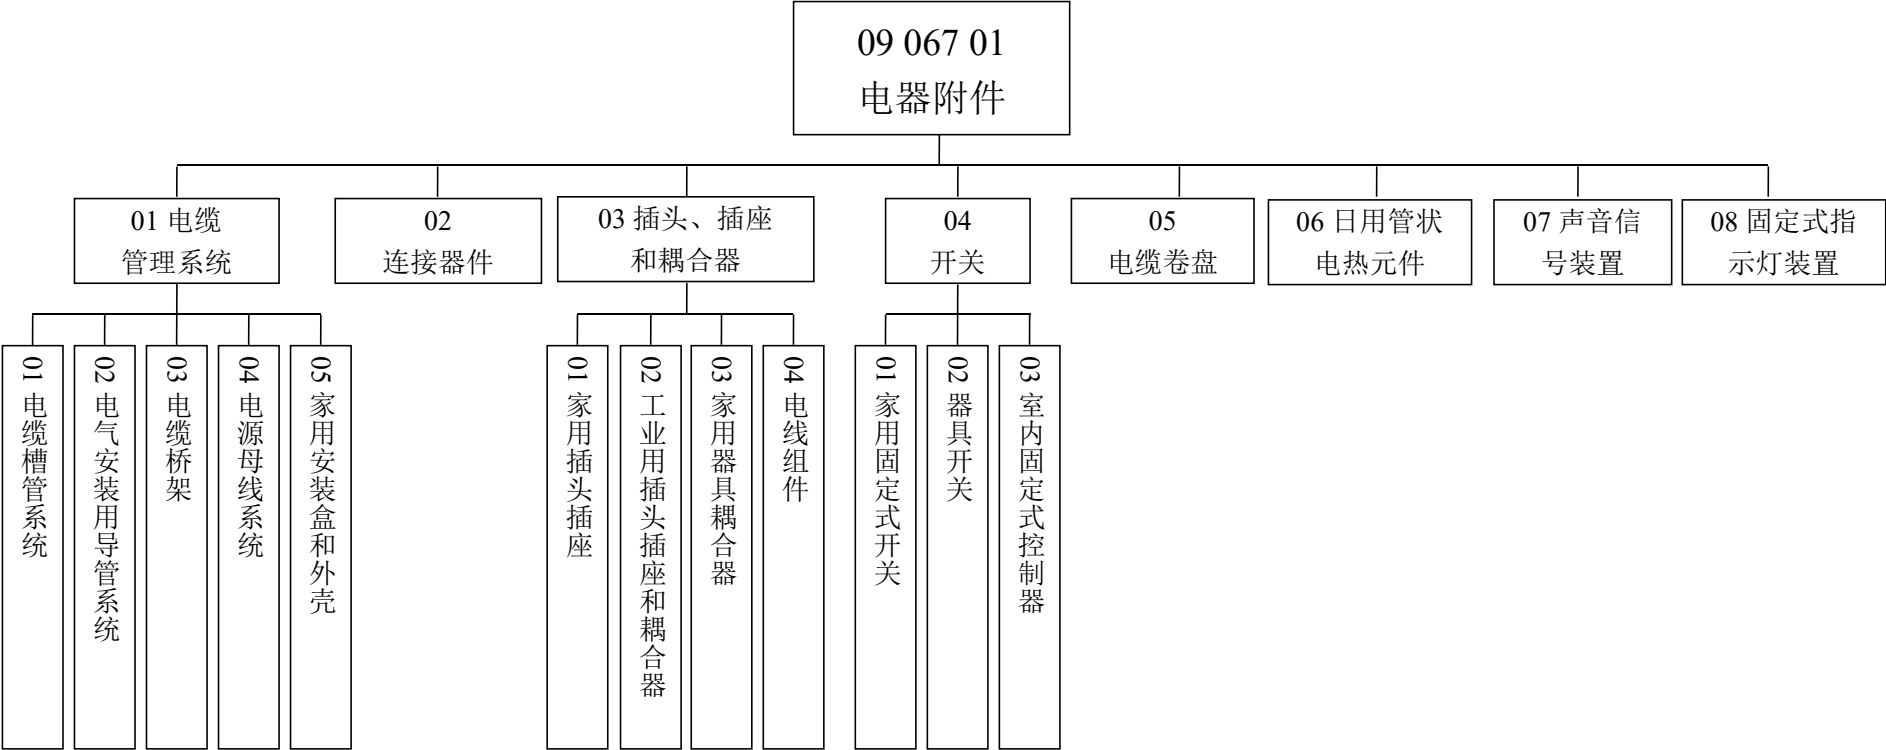 09 067 01
电器附件
01 电缆
管理系统
02
连接器件
03 插头、插座
和耦合器
04
开关
05
电缆卷盘
06 日用管状
电热元件
07 声音信
号装置
08 固定式指
示灯装置
01 电缆槽管系统
02 电气安装用导管系统
03 电缆桥架
04 电源母线系统
05 家用安装盒和外壳
01 家用插头插座
02 工业用插头插座和耦合器
03 家用器具耦合器
04 电线组件
01 家用固定式开关
02 器具开关
03 室内固定式控制器